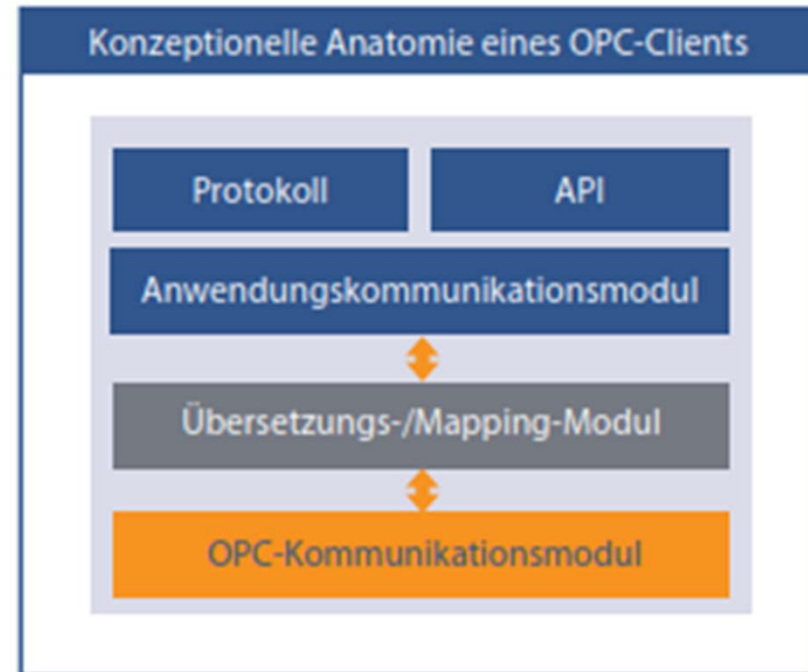 Konzeptionelle Anatomie eines OPC-Clients
Protokoll
API
Anwendungskommunikationsmodul
Übersetzungs-/Mapping-Modul
OPC-Kommunikationsmodul